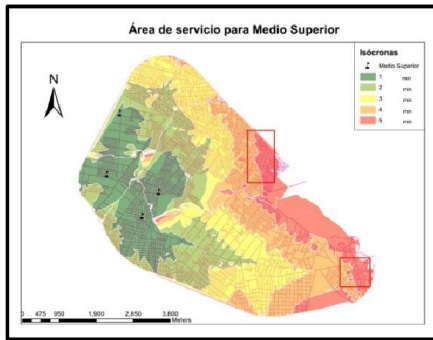 Área de servicio para Medio Superior
N
Isócronas
Medio Superior
1 min
2 min
3 min
4 min
5 min
0 475 950 1,900 2,850 3,800
Meters